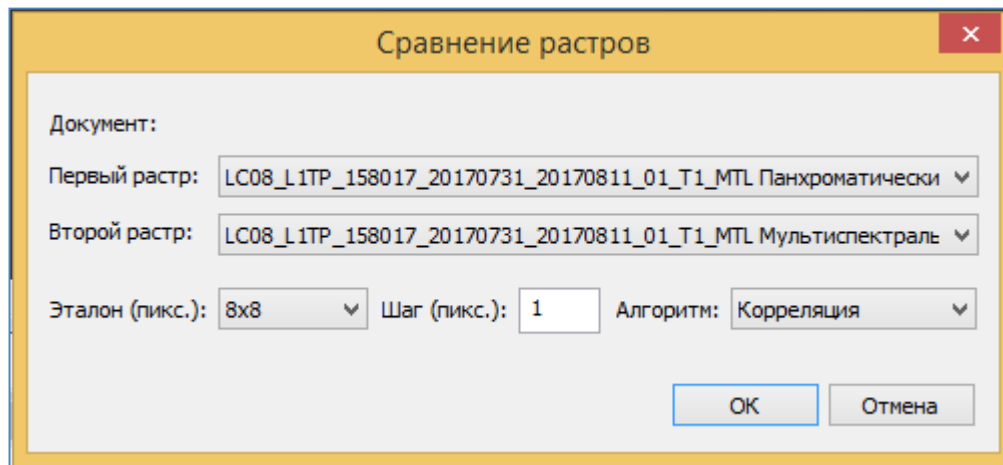 Сравнение растров
Документ:
Первый растр: LC08_L1TP_158017_20170731_20170811_01_T1_MTL Панхроматически
Второй растр: LC08_L1TP_158017_20170731_20170811_01_T1_MTL Мультиспектраль
Эталон (пикс.): 8x8 Шаг (пикс.): 1 Алгоритм: Корреляция
OK Отмена